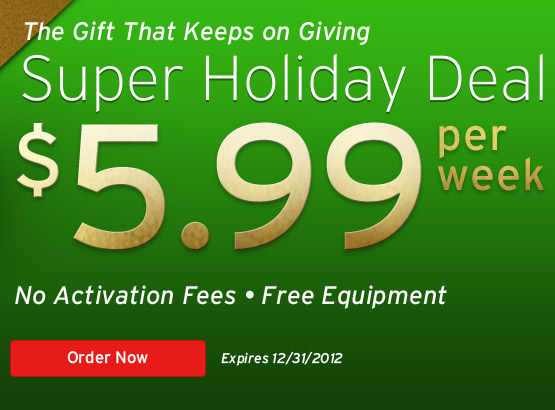 The Gift That Keeps on Giving
Super Holiday Deal
$5.99 per week
No Activation Fees • Free Equipment
Order Now Expires 12/31/2012